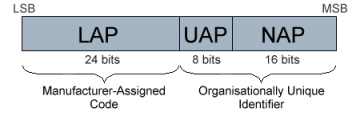 LSB MSB
LAP UAP NAP
24 bits 8 bits 16 bits
Manufacturer-Assigned Organisationally Unique
Code Identifier